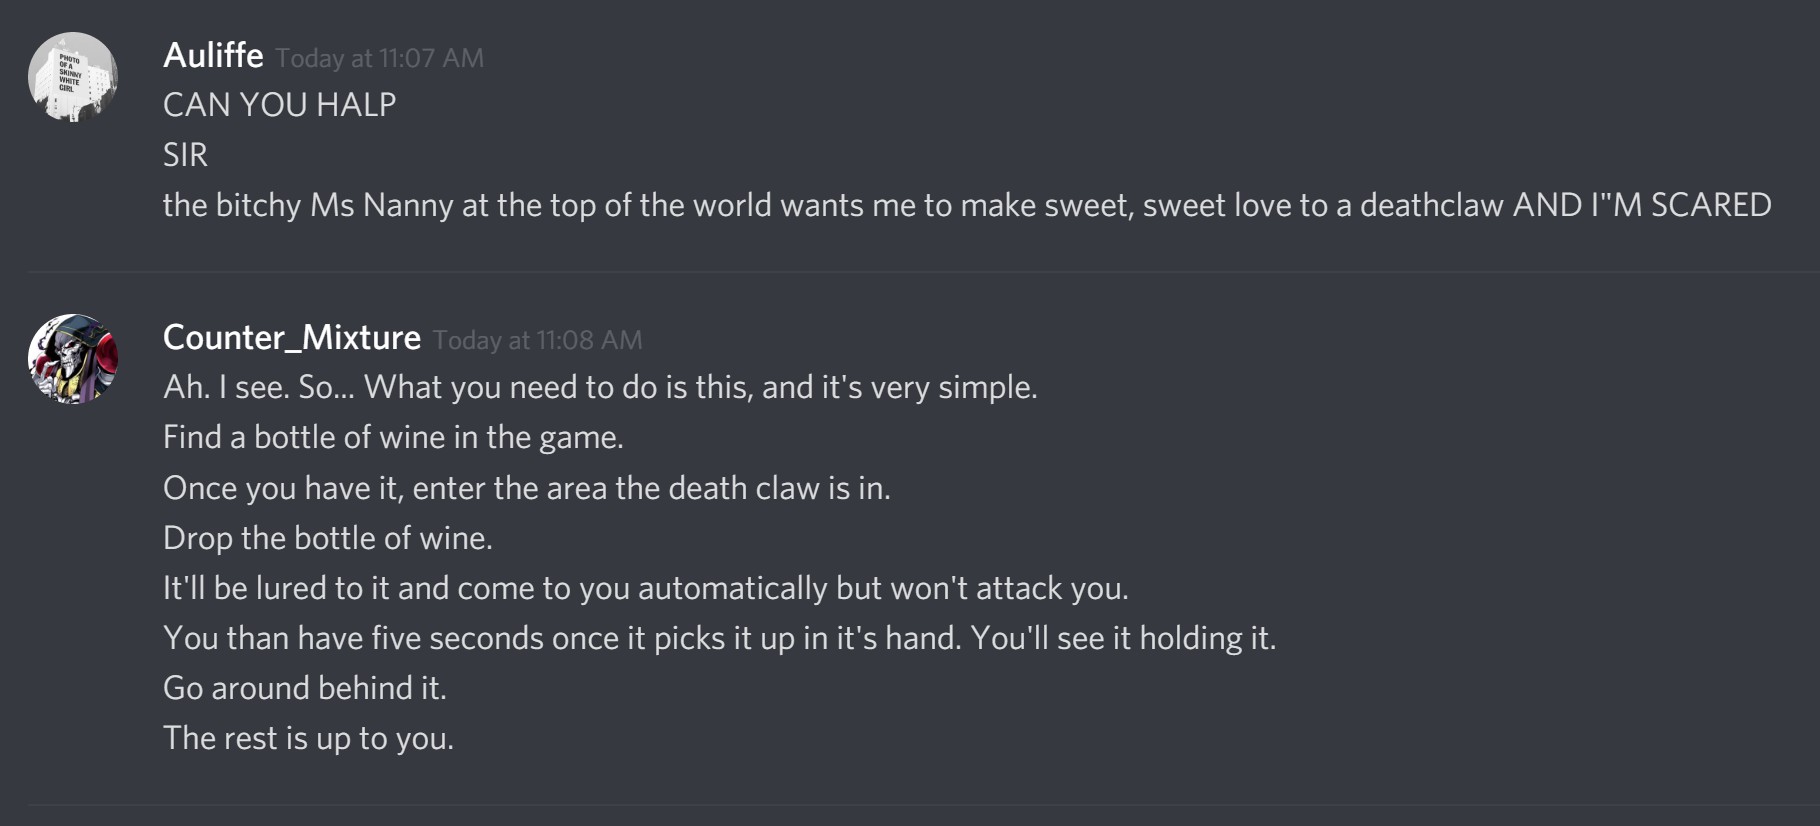 PHOTO
OF A
SKINNY
WHITE
GIRL
Auliffe Today at 11:07 AM
CAN YOU HALP
SIR
the bitchy Ms Nanny at the top of the world wants me to make sweet, sweet love to a deathclaw AND I"M SCARED
Counter_Mixture Today at 11:08 AM
Ah. I see. So... What you need to do is this, and it's very simple.
Find a bottle of wine in the game.
Once you have it, enter the area the death claw is in.
Drop the bottle of wine.
It'll be lured to it and come to you automatically but won't attack you.
You than have five seconds once it picks it up in it's hand. You'll see it holding it.
Go around behind it.
The rest is up to you.